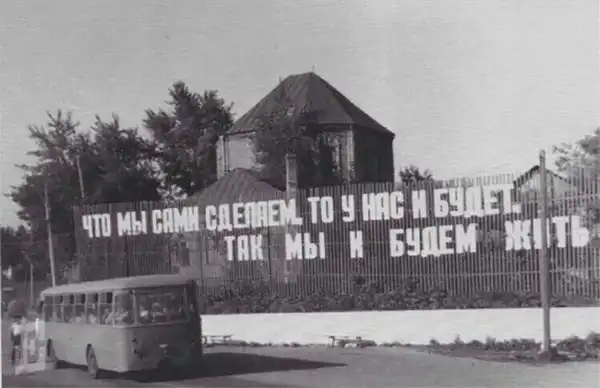 ЧТО МЫ САМИ СДЕЛАЕМ, ТО У НАС И БУДЕТ.
ТАК МЫ И БУДЕМ ЖИТЬ